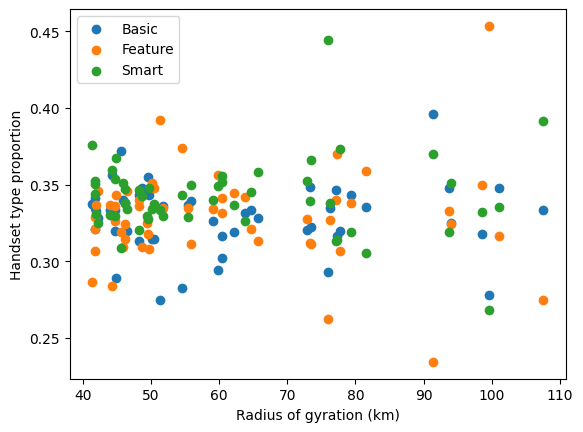 Basic
Feature
Smart
0.45
0.40
0.35
0.30
0.25
Handset type proportion
40 50 60 70 80 90 100 110
Radius of gyration (km)